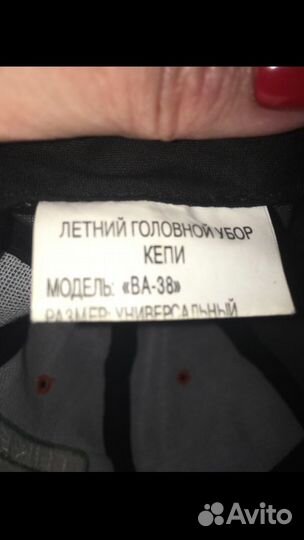 ЛЕТНИЙ ГОЛОВНОЙ УБОР
КЕПИ
МОДЕЛЬ: «ВА-38»
РАЗМЕР: УНИВЕРСАЛЬНЫЙ
Avito